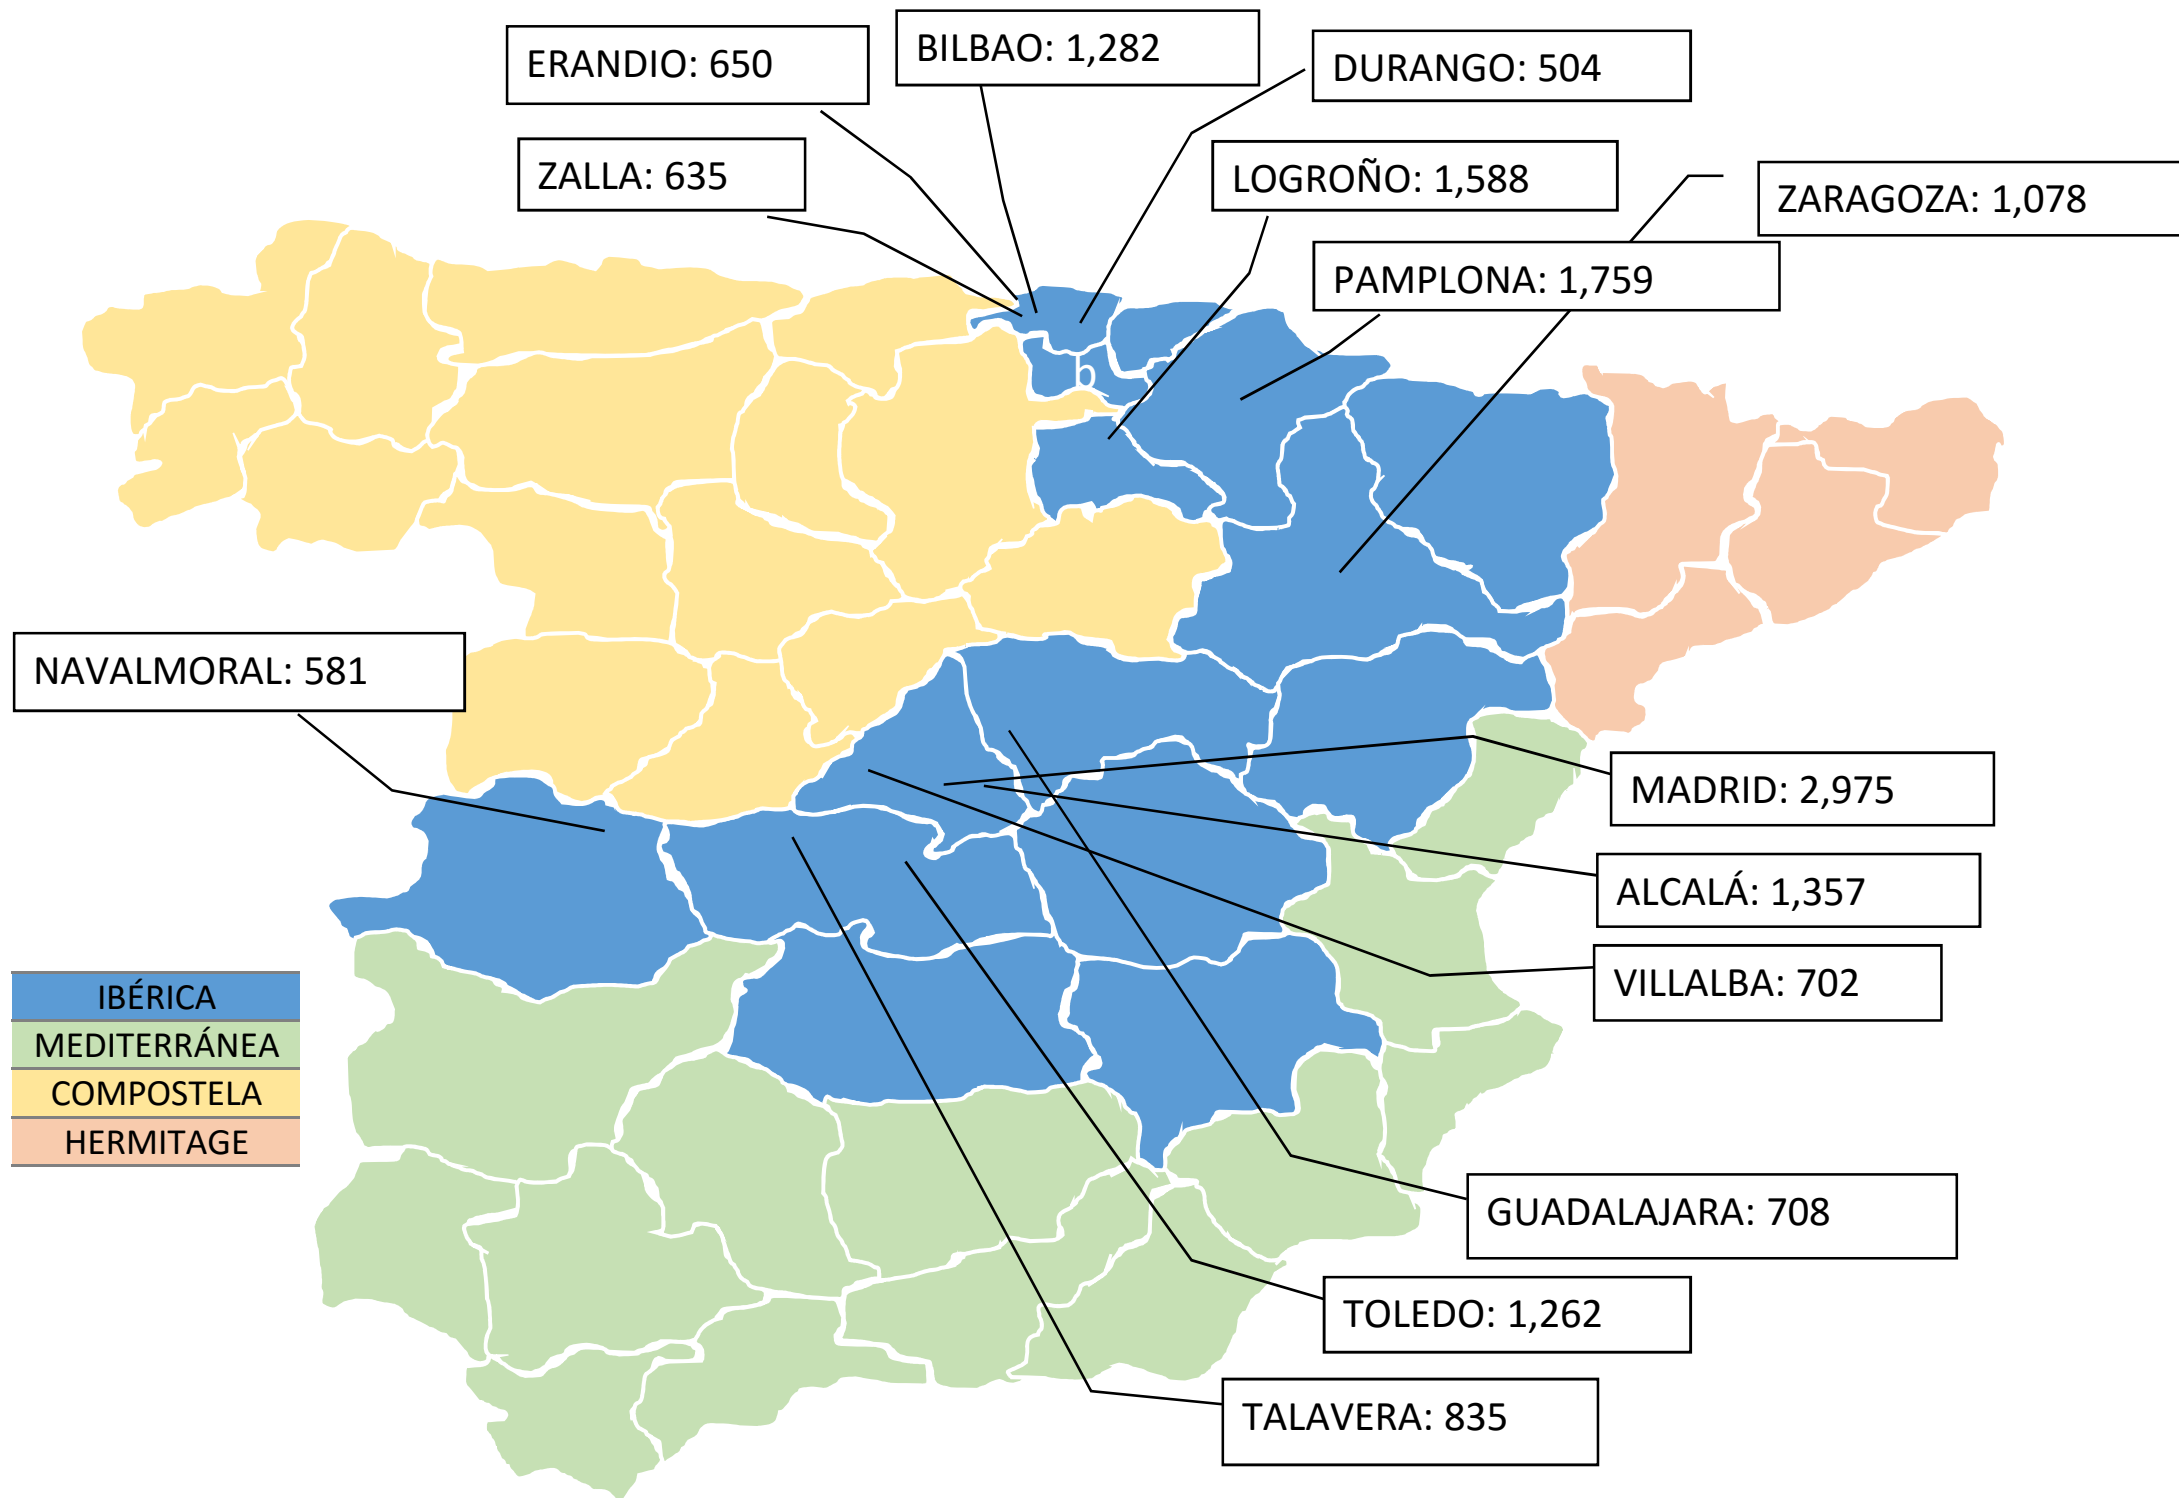 ERANDIO: 650
BILBAO: 1,282
DURANGO: 504
ZALLA: 635
LOGROÑO: 1,588
ZARAGOZA: 1,078
PAMPLONA: 1,759
NAVALMORAL: 581
MADRID: 2,975
ALCALÁ: 1,357
VILLALBA: 702
IBÉRICA
MEDITERRÁNEA
COMPOSTELA
HERMITAGE
GUADALAJARA: 708
TOLEDO: 1,262
TALAVERA: 835